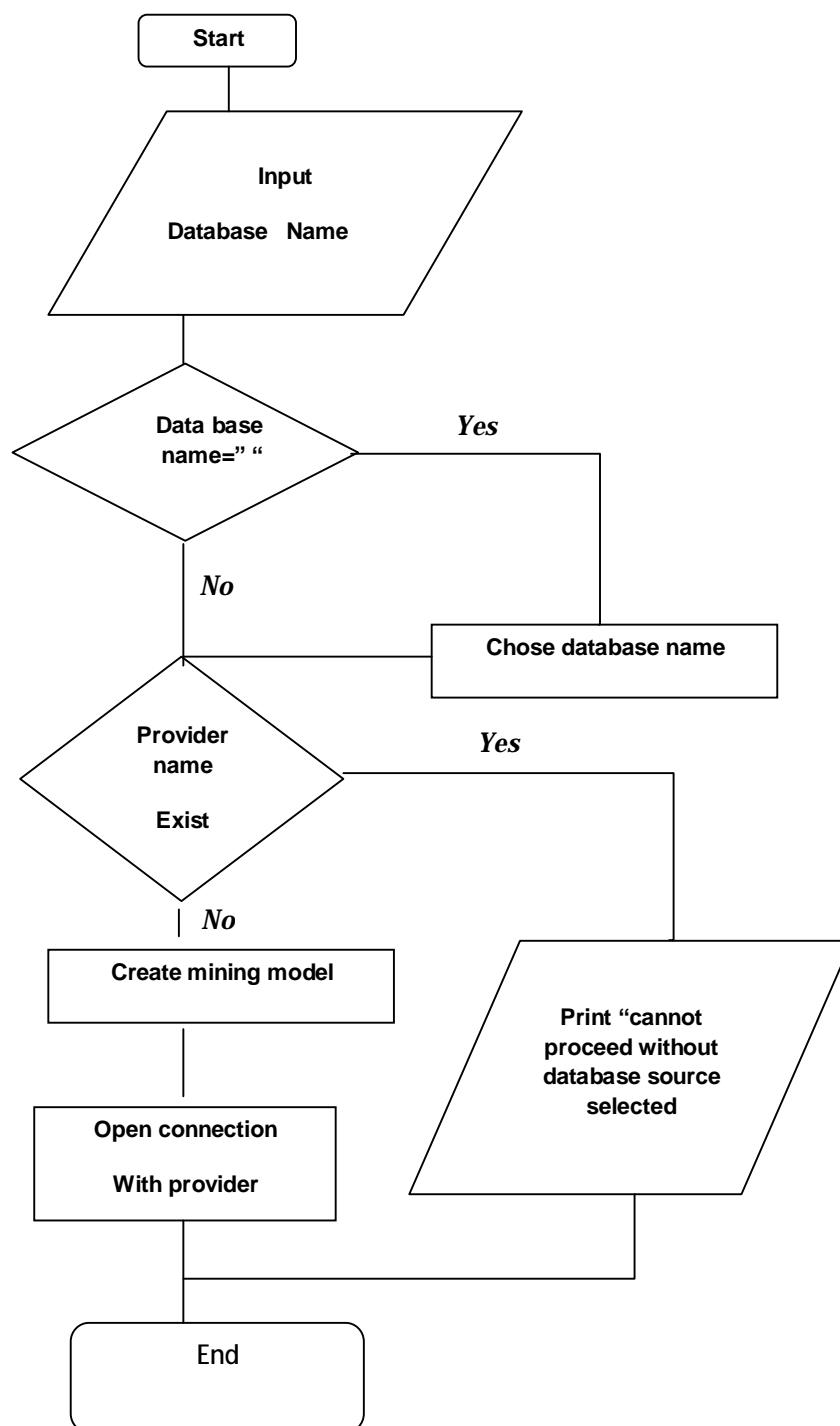 Start
Input
Database Name
Data base
name=” “
Yes
No
Chose database name
Provider
name
Exist
Yes
No
Create mining model
Print “cannot
proceed without
database source
selected
Open connection
With provider
End